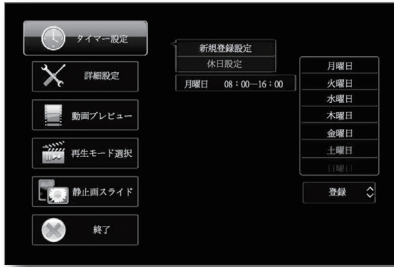 タイマー設定
詳細設定
動画プレビュー
再生モード選択
静止画スライド
終了
新規登録設定
休日設定
月曜日 08：00—16：00
月曜日
火曜日
水曜日
木曜日
金曜日
土曜日
日曜日
登録